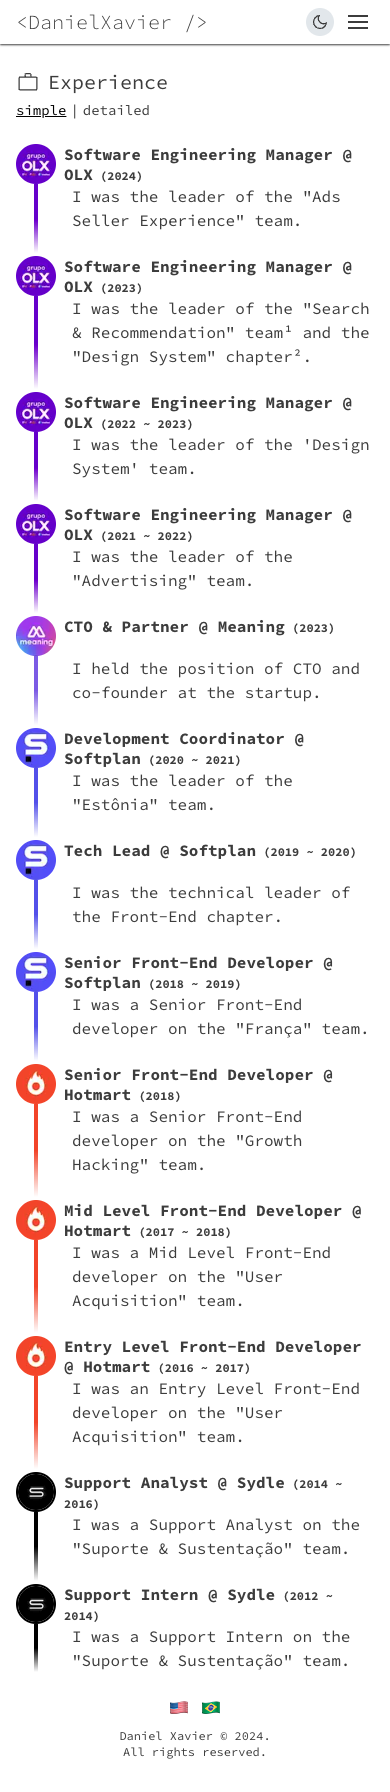 <DanielXavier />
Experience
simple | detailed
grupo
OLX
Software Engineering Manager @
OLX (2024)
I was the leader of the "Ads
Seller Experience" team.
grupo
OLX
Software Engineering Manager @
OLX (2023)
I was the leader of the "Search
& Recommendation" team¹ and the
"Design System" chapter².
grupo
OLX
Software Engineering Manager @
OLX (2022 ~ 2023)
I was the leader of the 'Design
System' team.
grupo
OLX
Software Engineering Manager @
OLX (2021 ~ 2022)
I was the leader of the
"Advertising" team.
meaning
CTO & Partner @ Meaning (2023)
I held the position of CTO and
co-founder at the startup.
Development Coordinator @
Softplan (2020 ~ 2021)
I was the leader of the
"Estônia" team.
Tech Lead @ Softplan (2019 ~ 2020)
I was the technical leader of
the Front-End chapter.
Senior Front-End Developer @
Softplan (2018 ~ 2019)
I was a Senior Front-End
developer on the "França" team.
Senior Front-End Developer @
Hotmart (2018)
I was a Senior Front-End
developer on the "Growth
Hacking" team.
Mid Level Front-End Developer @
Hotmart (2017 ~ 2018)
I was a Mid Level Front-End
developer on the "User
Acquisition" team.
Entry Level Front-End Developer
@ Hotmart (2016 ~ 2017)
I was an Entry Level Front-End
developer on the "User
Acquisition" team.
Support Analyst @ Sydle (2014 ~
2016)
I was a Support Analyst on the
"Suporte & Sustentação" team.
Support Intern @ Sydle (2012 ~
2014)
I was a Support Intern on the
"Suporte & Sustentação" team.
Daniel Xavier © 2024.
All rights reserved.